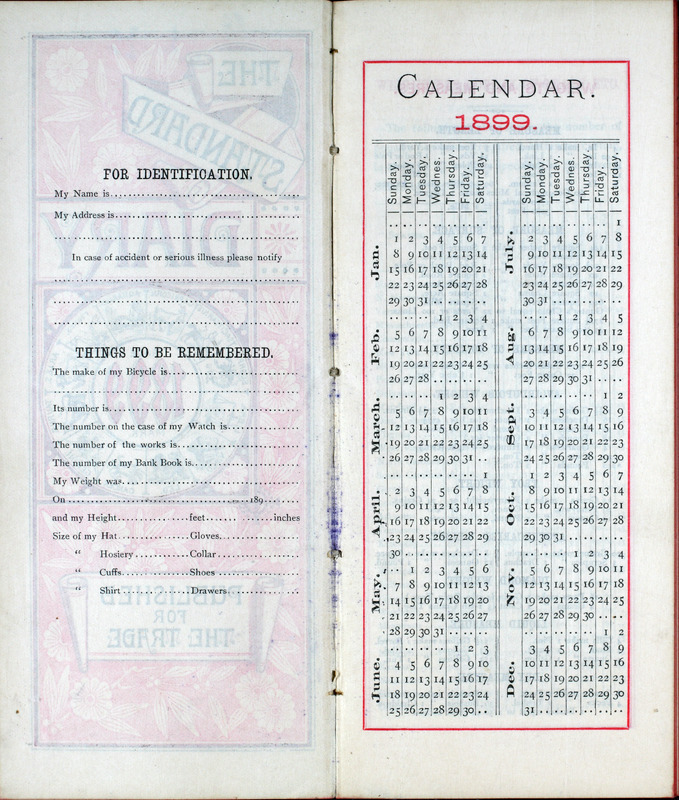 THE
STANDARD
DIARY
PUBLISHED
FOR
THE TRADE
FOR IDENTIFICATION.
My Name is..........
My Address is..........
In case of accident or serious illness please notify
THINGS TO BE REMEMBERED.
The make of my Bicycle is..........
Its number is..........
The number on the case of my Watch is..........
The number of the works is..........
The number of my Bank Book is..........
My Weight was..........
On..........189...
and my Height..........feet..........inches
Size of my Hat..........Gloves..........
" Hosiery..........Collar..........
" Cuffs..........Shoes..........
" Shirt..........Drawers..........
CALENDAR.
1899.
Sunday. Monday. Tuesday. Wednes. Thursday. Friday. Saturday.
Jan.
1 2 3 4 5 6 7
8 9 10 11 12 13 14
15 16 17 18 19 20 21
22 23 24 25 26 27 28
29 30 31 .. .. .. ..
Feb.
.. .. .. 1 2 3 4
5 6 7 8 9 10 11
12 13 14 15 16 17 18
19 20 21 22 23 24 25
26 27 28 .. .. .. ..
March.
.. .. .. 1 2 3 4
5 6 7 8 9 10 11
12 13 14 15 16 17 18
19 20 21 22 23 24 25
26 27 28 29 30 31 ..
April.
.. .. .. .. .. .. 1
2 3 4 5 6 7 8
9 10 11 12 13 14 15
16 17 18 19 20 21 22
23 24 25 26 27 28 29
30 .. .. .. .. .. ..
May.
.. 1 2 3 4 5 6
7 8 9 10 11 12 13
14 15 16 17 18 19 20
21 22 23 24 25 26 27
28 29 30 31 .. .. ..
June.
.. .. .. .. 1 2 3
4 5 6 7 8 9 10
11 12 13 14 15 16 17
18 19 20 21 22 23 24
25 26 27 28 29 30 ..
Sunday. Monday. Tuesday. Wednes. Thursday. Friday. Saturday.
July.
.. .. .. .. .. .. 1
2 3 4 5 6 7 8
9 10 11 12 13 14 15
16 17 18 19 20 21 22
23 24 25 26 27 28 29
30 31 .. .. .. .. ..
Aug.
.. .. 1 2 3 4 5
6 7 8 9 10 11 12
13 14 15 16 17 18 19
20 21 22 23 24 25 26
27 28 29 30 31 .. ..
Sept.
.. .. .. .. .. 1 2
3 4 5 6 7 8 9
10 11 12 13 14 15 16
17 18 19 20 21 22 23
24 25 26 27 28 29 30
Oct.
1 2 3 4 5 6 7
8 9 10 11 12 13 14
15 16 17 18 19 20 21
22 23 24 25 26 27 28
29 30 31 .. .. .. ..
Nov.
.. .. .. 1 2 3 4
5 6 7 8 9 10 11
12 13 14 15 16 17 18
19 20 21 22 23 24 25
26 27 28 29 30 .. ..
Dec.
.. .. .. .. .. 1 2
3 4 5 6 7 8 9
10 11 12 13 14 15 16
17 18 19 20 21 22 23
24 25 26 27 28 29 30
31 .. .. .. .. .. ..